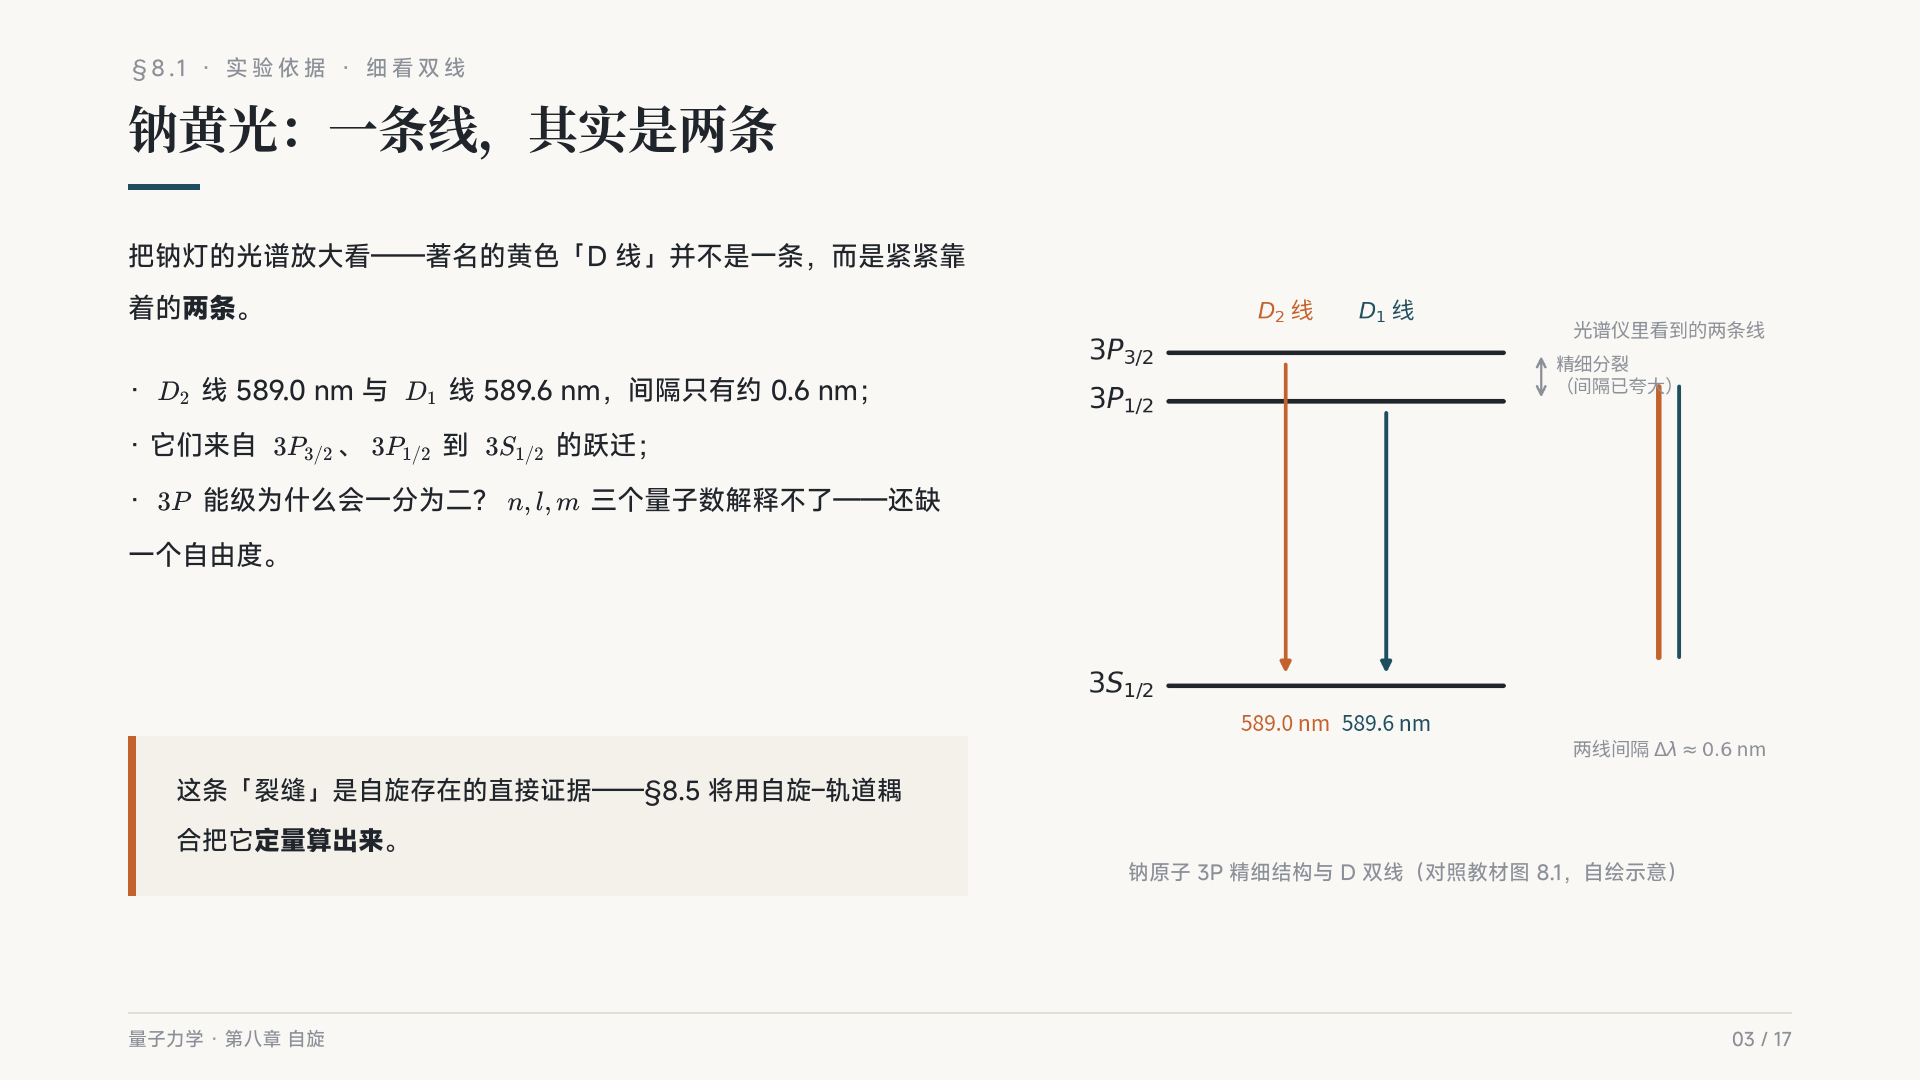 §8.1 · 实验依据 · 细看双线
钠黄光：一条线，其实是两条
把钠灯的光谱放大看——著名的黄色「D 线」并不是一条，而是紧紧靠
着的两条。
· D₂ 线 589.0 nm 与 D₁ 线 589.6 nm，间隔只有约 0.6 nm；
· 它们来自 3P₃/₂、3P₁/₂ 到 3S₁/₂ 的跃迁；
· 3P 能级为什么会一分为二？ n, l, m 三个量子数解释不了——还缺
一个自由度。
这条「裂缝」是自旋存在的直接证据——§8.5 将用自旋–轨道耦
合把它定量算出来。
D₂ 线
D₁ 线
3P₃/₂
3P₁/₂
3S₁/₂
589.0 nm
589.6 nm
光谱仪里看到的两条线
精细分裂
（间隔已夸大）
两线间隔 Δλ ≈ 0.6 nm
钠原子 3P 精细结构与 D 双线（对照教材图 8.1，自绘示意）
量子力学 · 第八章 自旋
03 / 17